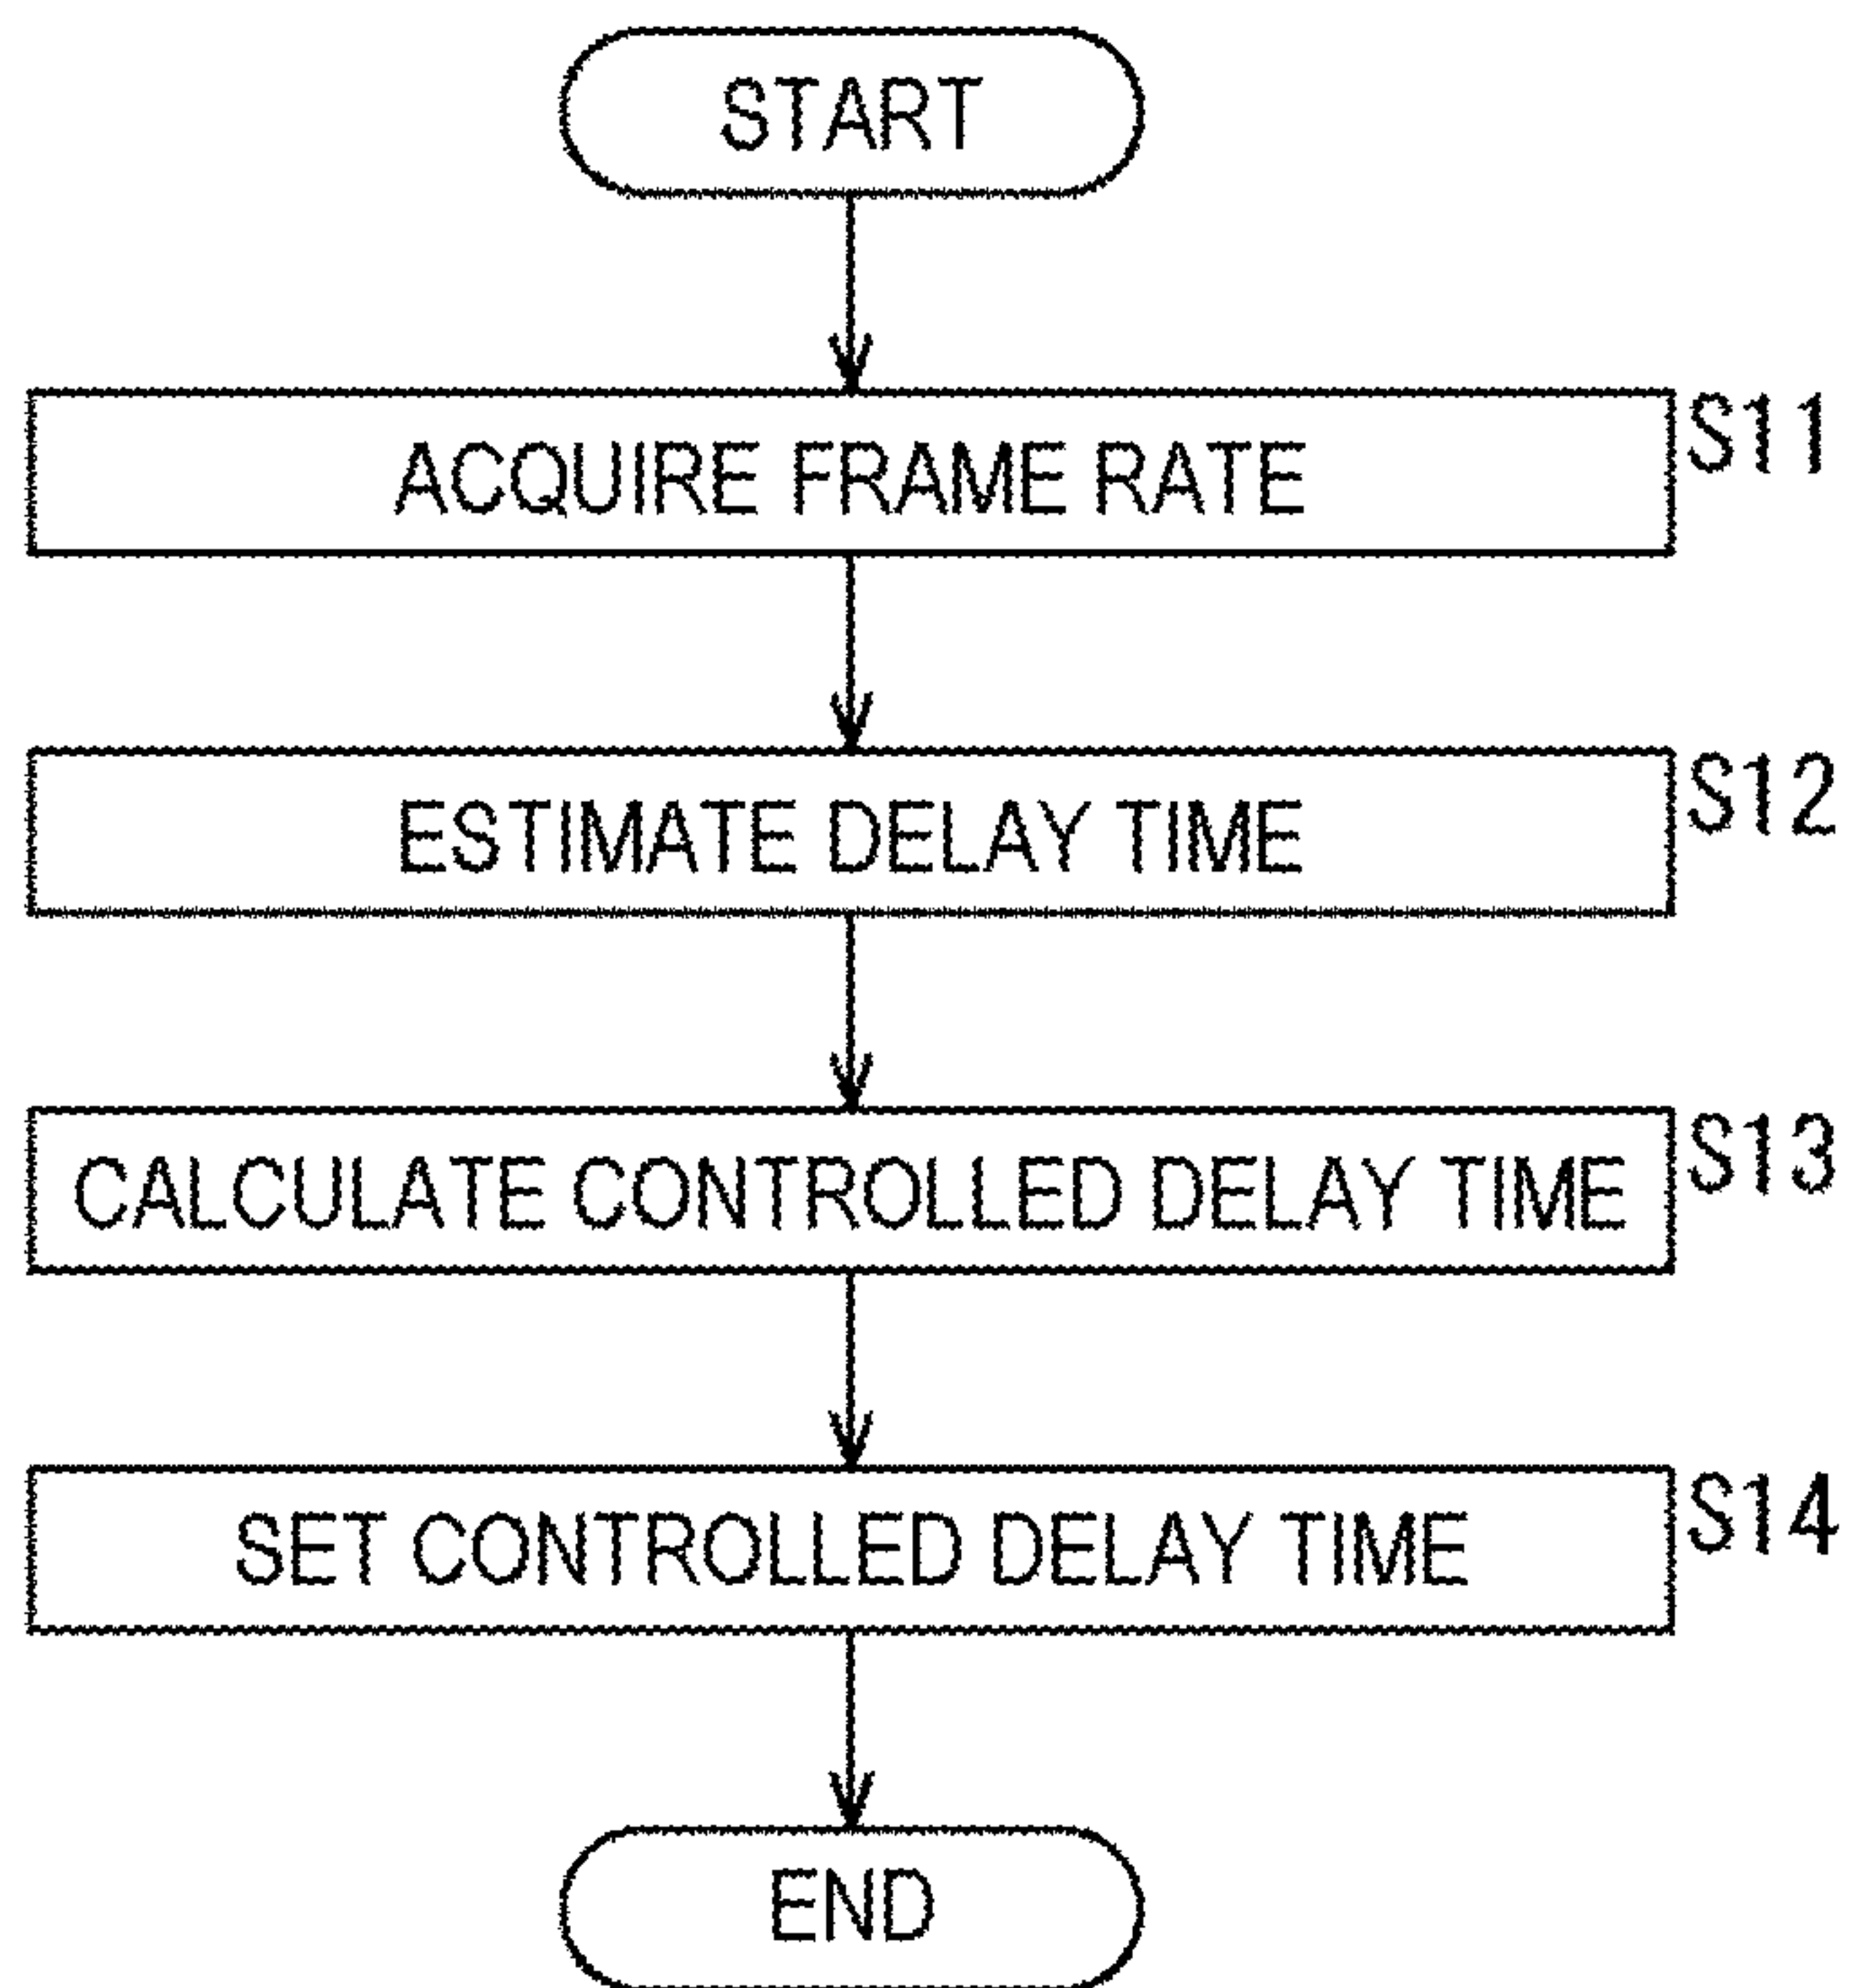 START
ACQUIRE FRAME RATE
S11
ESTIMATE DELAY TIME
S12
CALCULATE CONTROLLED DELAY TIME
S13
SET CONTROLLED DELAY TIME
S14
END